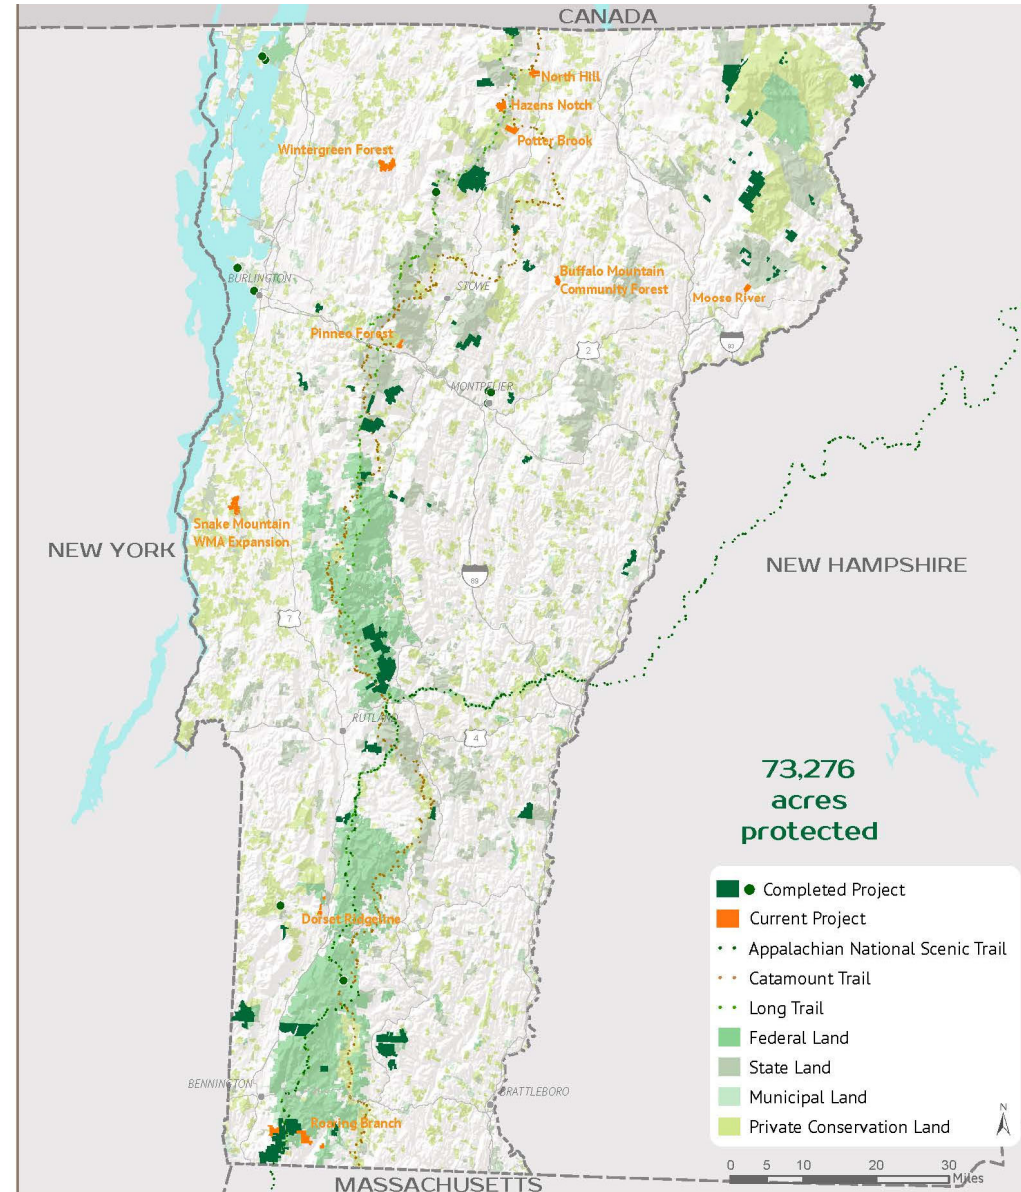 CANADA
North Hill
Hazens Notch
Potter Brook
Wintergreen Forest
Buffalo Mountain
Community Forest
BURLINGTON
STOWE
Moose River
Pinneo Forest
93
2
MONTPELIER
Snake Mountain
WMA Expansion
NEW YORK
NEW HAMPSHIRE
89
7
RUTLAND
4
73,276
acres
protected
Completed Project
Current Project
Appalachian National Scenic Trail
Catamount Trail
Long Trail
Federal Land
State Land
Municipal Land
Private Conservation Land
Dorset Ridgeline
BENNINGTON
BRATTLEBORO
Roaring Branch
N
0 5 10 20 30
Miles
MASSACHUSETTS